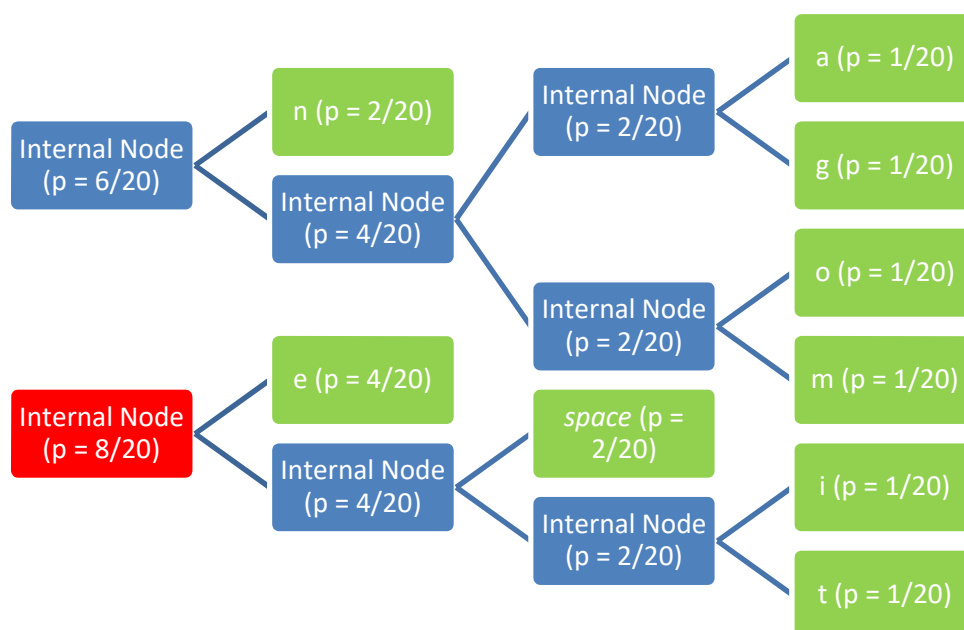 Internal Node
(p = 6/20)
n (p = 2/20)
Internal Node
(p = 4/20)
Internal Node
(p = 2/20)
a (p = 1/20)
g (p = 1/20)
Internal Node
(p = 2/20)
o (p = 1/20)
m (p = 1/20)
Internal Node
(p = 8/20)
e (p = 4/20)
Internal Node
(p = 4/20)
space (p =
2/20)
Internal Node
(p = 2/20)
i (p = 1/20)
t (p = 1/20)